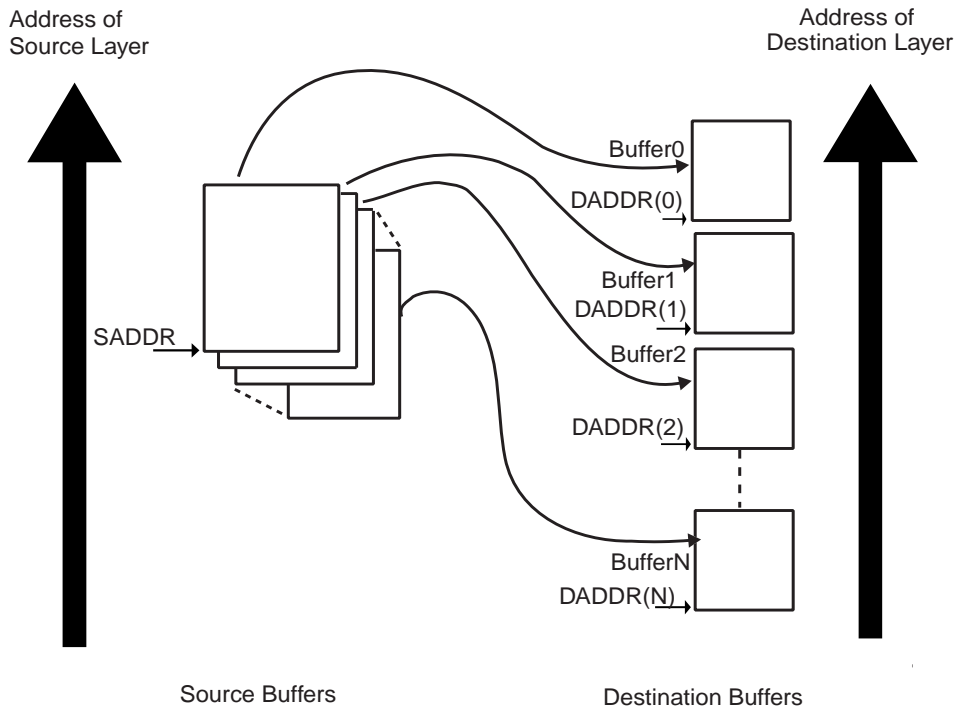 Address of
Source Layer
Address of
Destination Layer
Buffer0
DADDR(0)
Buffer1
DADDR(1)
SADDR
Buffer2
DADDR(2)
BufferN
DADDR(N)
Source Buffers
Destination Buffers